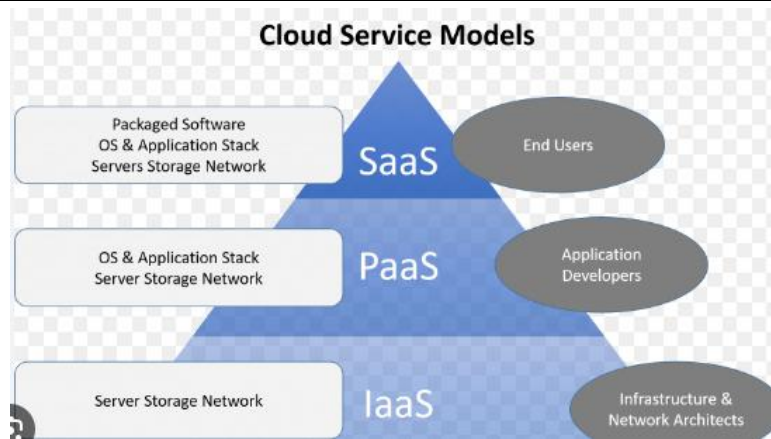 Cloud Service Models
Packaged Software
OS & Application Stack
Servers Storage Network
SaaS
End Users
OS & Application Stack
Server Storage Network
PaaS
Application
Developers
Server Storage Network
IaaS
Infrastructure &
Network Architects